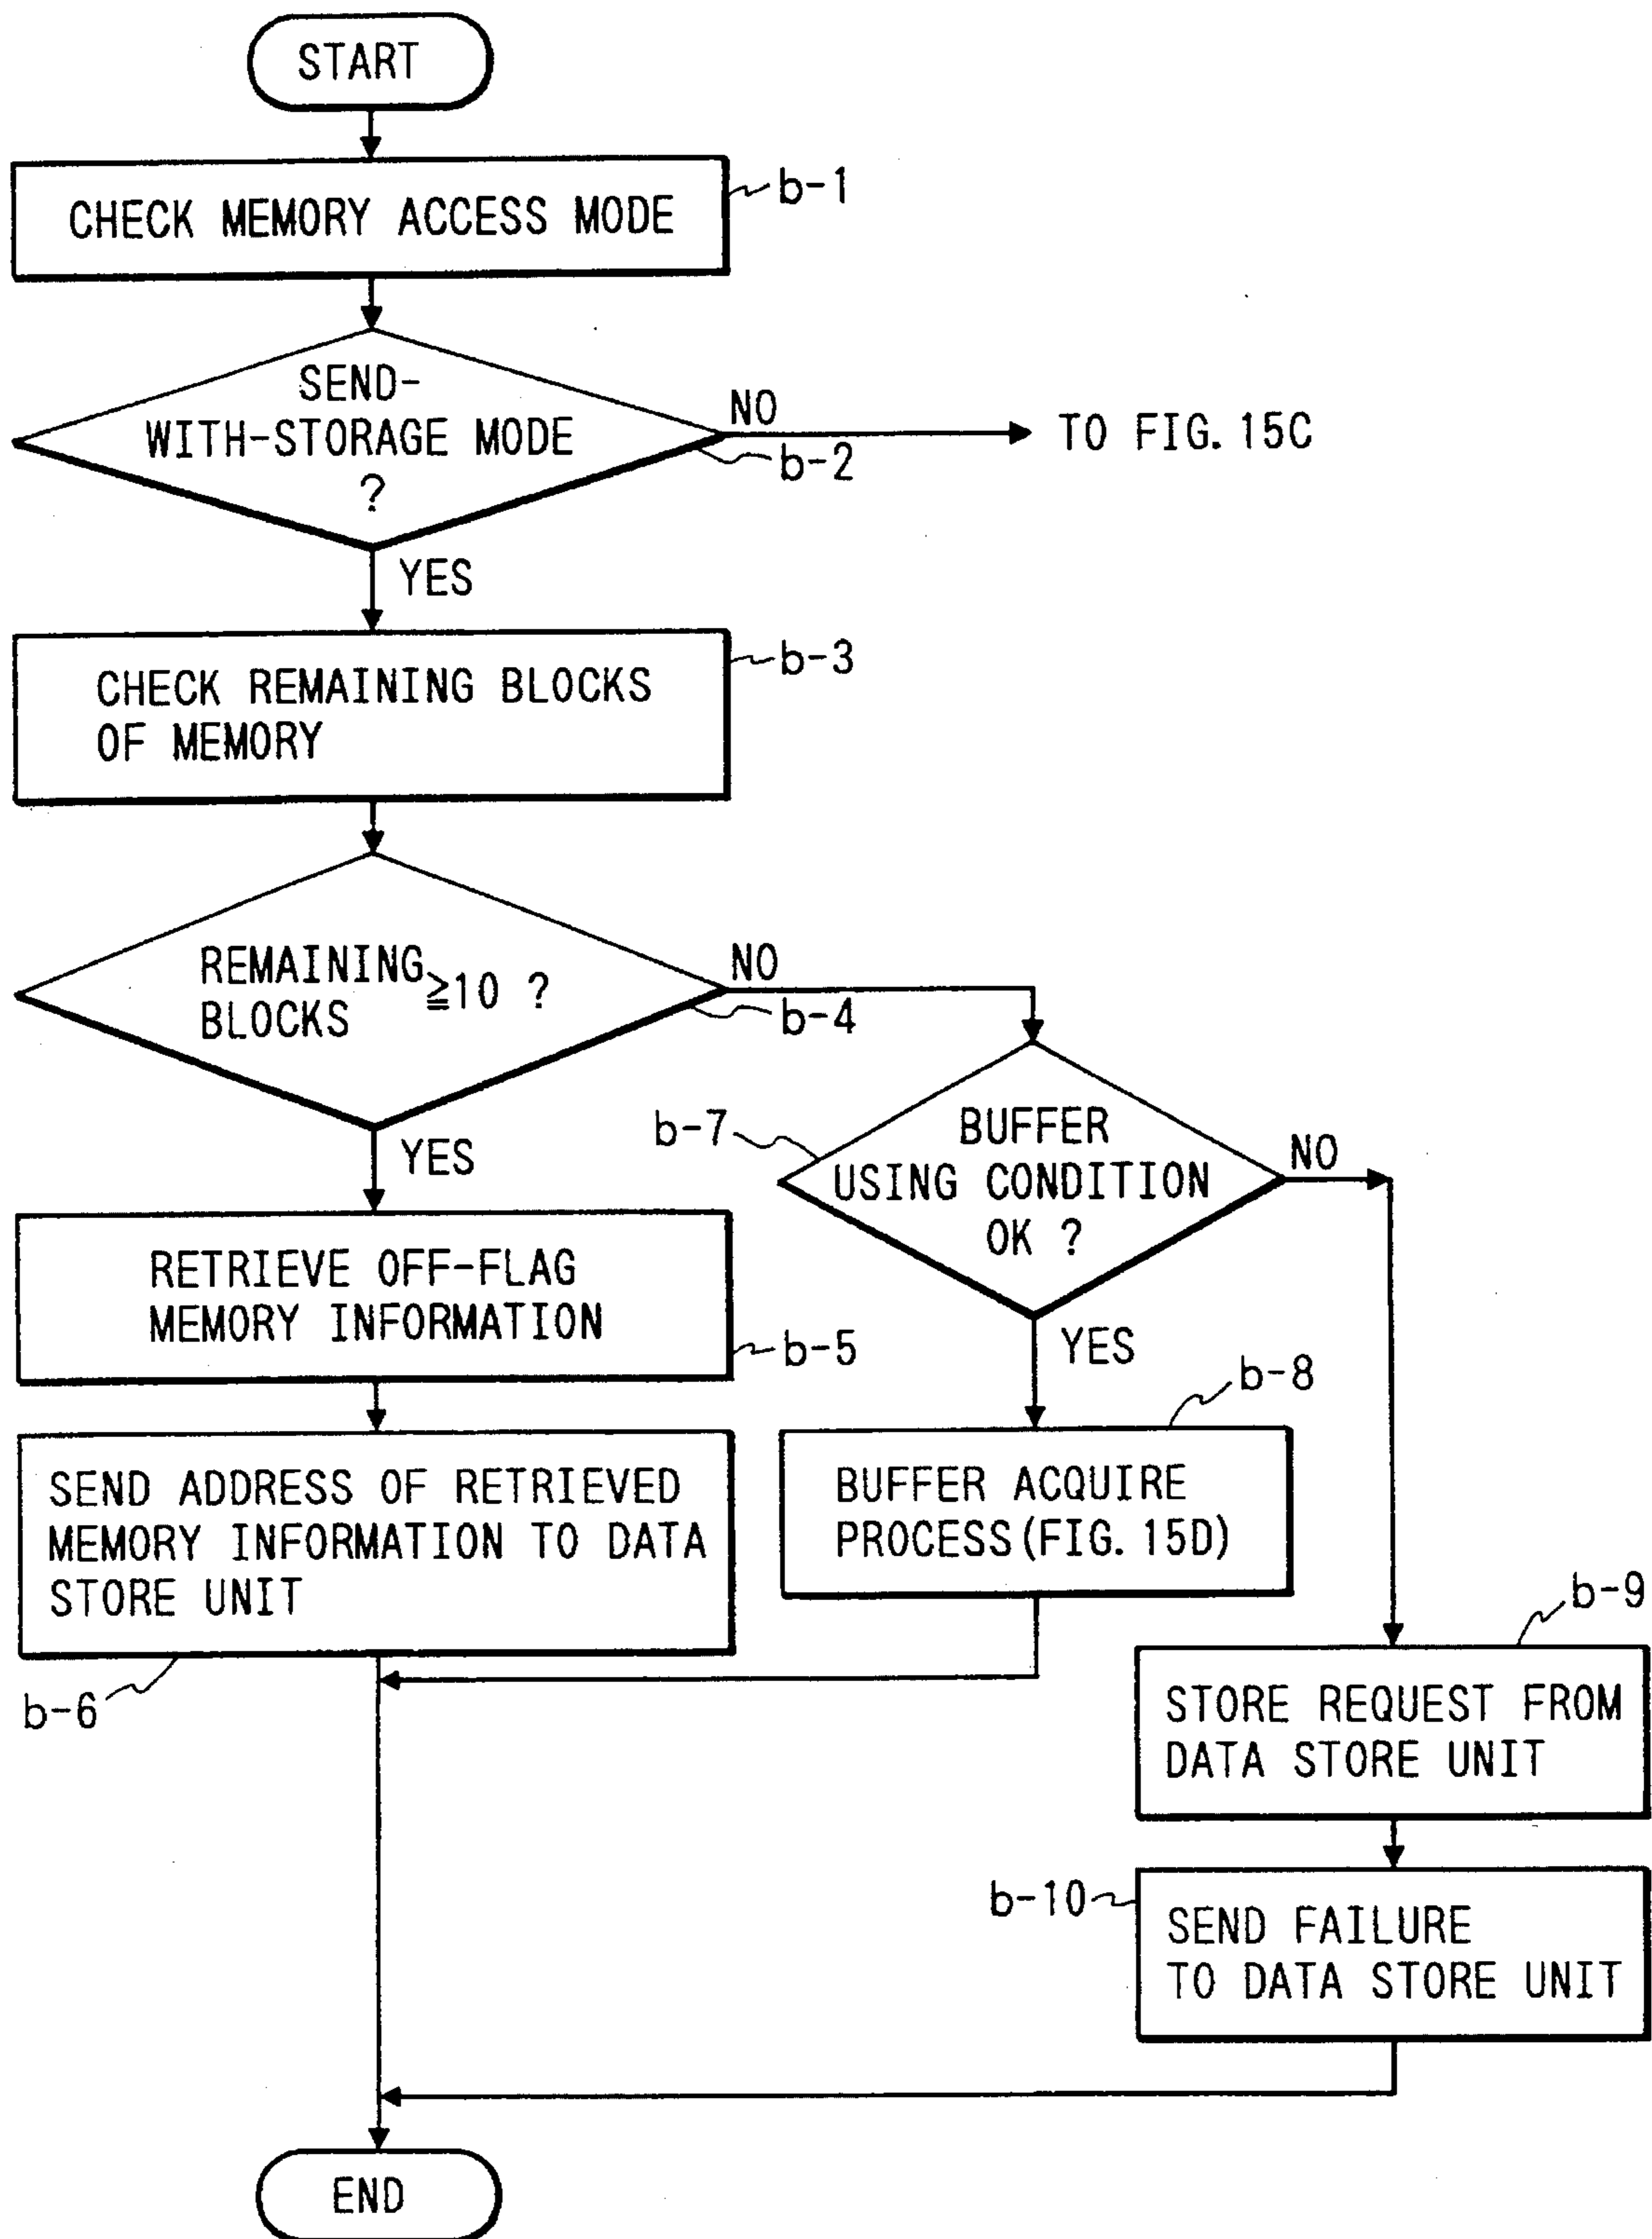 START
CHECK MEMORY ACCESS MODE
b-1
SEND-
WITH-STORAGE MODE
?
NO
TO FIG. 15C
b-2
YES
CHECK REMAINING BLOCKS
OF MEMORY
b-3
REMAINING
BLOCKS
≧10 ?
NO
b-4
YES
b-7
BUFFER
USING CONDITION
OK ?
NO
YES
RETRIEVE OFF-FLAG
MEMORY INFORMATION
b-5
b-8
SEND ADDRESS OF RETRIEVED
MEMORY INFORMATION TO DATA
STORE UNIT
b-6
BUFFER ACQUIRE
PROCESS (FIG. 15D)
b-9
STORE REQUEST FROM
DATA STORE UNIT
b-10
SEND FAILURE
TO DATA STORE UNIT
END